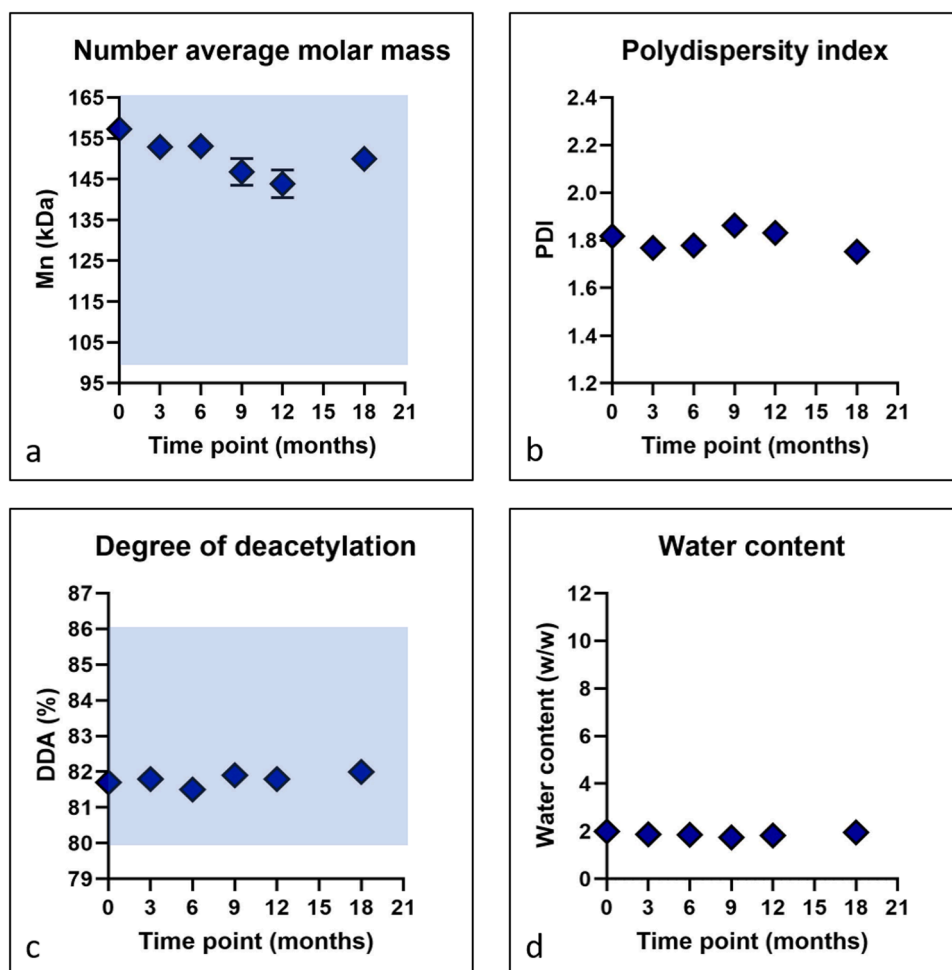 Number average molar mass
165
155
145
135
125
115
105
95
Mn (kDa)
0 3 6 9 12 15 18 21
Time point (months)
a
Polydispersity index
2.4
2.2
2.0
1.8
1.6
1.4
1.2
PDI
0 3 6 9 12 15 18 21
Time point (months)
b
Degree of deacetylation
87
86
85
84
83
82
81
80
79
DDA (%)
0 3 6 9 12 15 18 21
Time point (months)
c
Water content
12
10
8
6
4
2
0
Water content (w/w)
0 3 6 9 12 15 18 21
Time point (months)
d